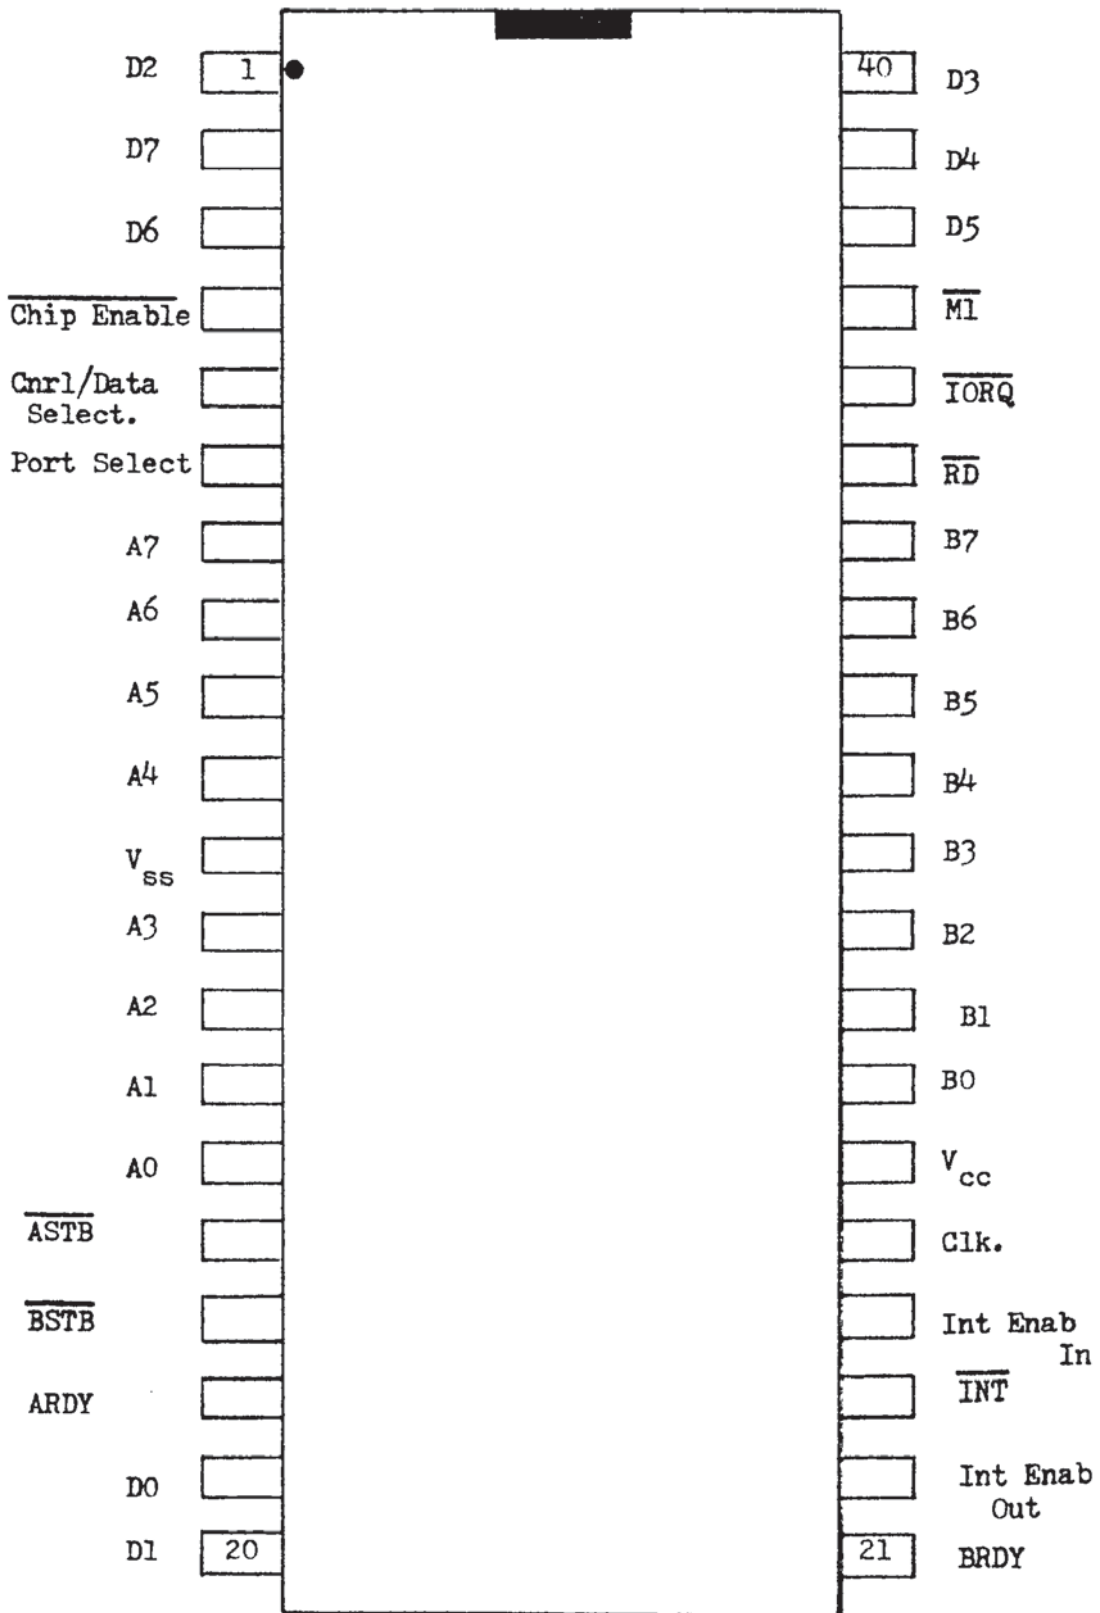 D2 1 40 D3
D7 D4
D6 D5
Chip Enable M1
Cnrl/Data IORQ
Select.
Port Select RD
A7 B7
A6 B6
A5 B5
A4 B4
Vss B3
A3 B2
A2 B1
A1 B0
A0 Vcc
ASTB Clk.
BSTB Int Enab
In
ARDY INT
D0 Int Enab
Out
D1 20 21 BRDY